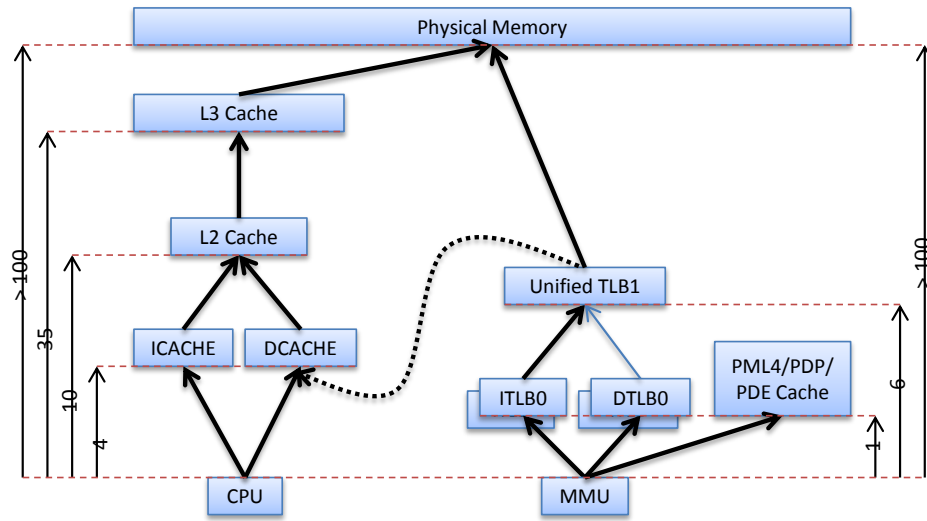 Physical Memory
L3 Cache
L2 Cache
Unified TLB1
ICACHE
DCACHE
PML4/PDP/
PDE Cache
ITLB0
DTLB0
CPU
MMU
> 100
35
10
4
1
6
> 100